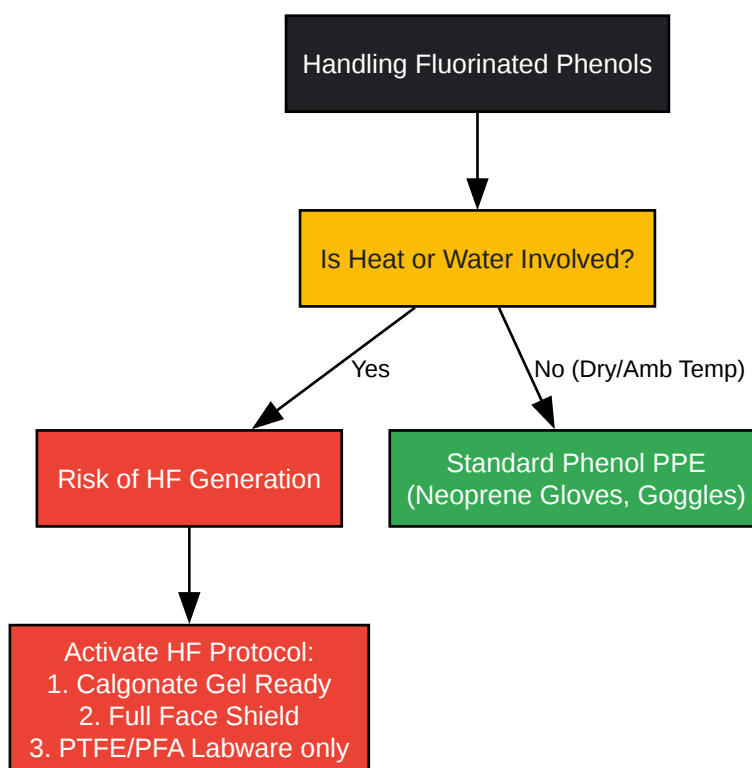 Handling Fluorinated Phenols
Is Heat or Water Involved?
Yes
No (Dry/Amb Temp)
Risk of HF Generation
Standard Phenol PPE
(Neoprene Gloves, Goggles)
Activate HF Protocol:
1. Calgonate Gel Ready
2. Full Face Shield
3. PTFE/PFA Labware only